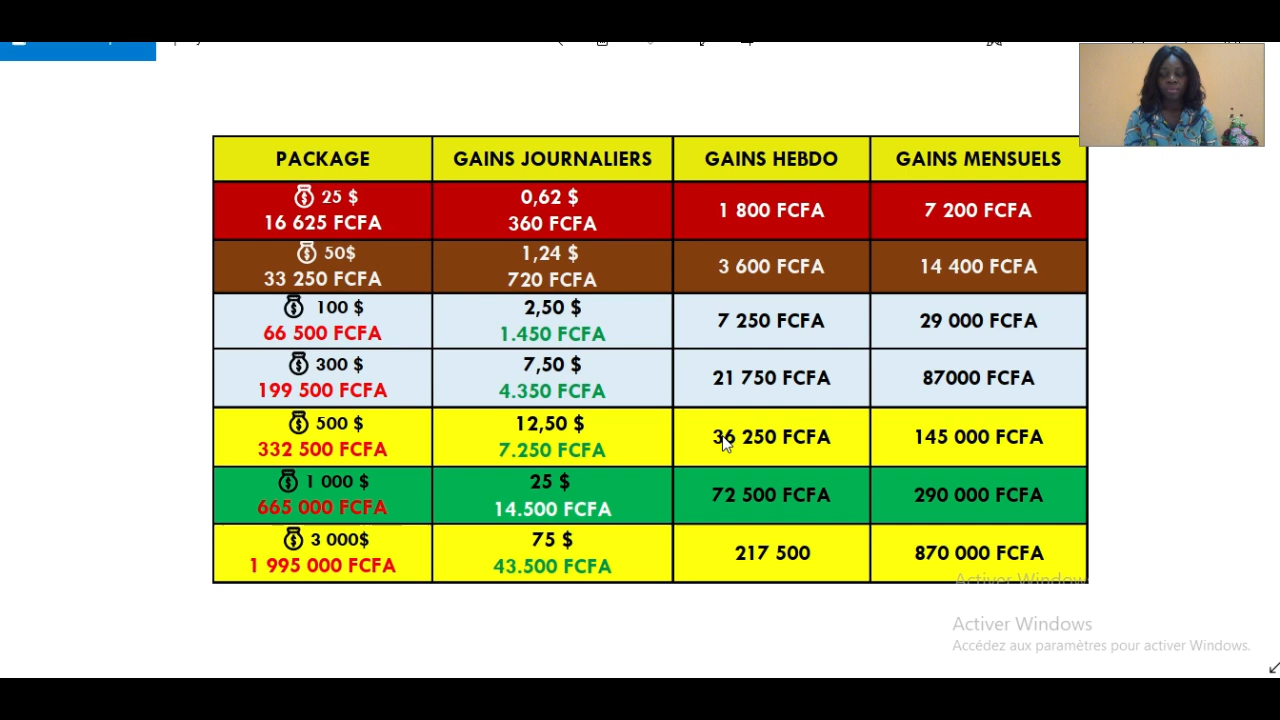 PACKAGE GAINS JOURNALIERS GAINS HEBDO GAINS MENSUELS
25 $
16 625 FCFA
0,62 $
360 FCFA
1 800 FCFA
7 200 FCFA
50$
33 250 FCFA
1,24 $
720 FCFA
3 600 FCFA
14 400 FCFA
100 $
66 500 FCFA
2,50 $
1.450 FCFA
7 250 FCFA
29 000 FCFA
300 $
199 500 FCFA
7,50 $
4.350 FCFA
21 750 FCFA
87000 FCFA
500 $
332 500 FCFA
12,50 $
7.250 FCFA
36 250 FCFA
145 000 FCFA
1 000 $
665 000 FCFA
25 $
14.500 FCFA
72 500 FCFA
290 000 FCFA
3 000$
1 995 000 FCFA
75 $
43.500 FCFA
217 500
870 000 FCFA
Activer Window
Activer Windows
Accédez aux paramètres pour activer Windows.